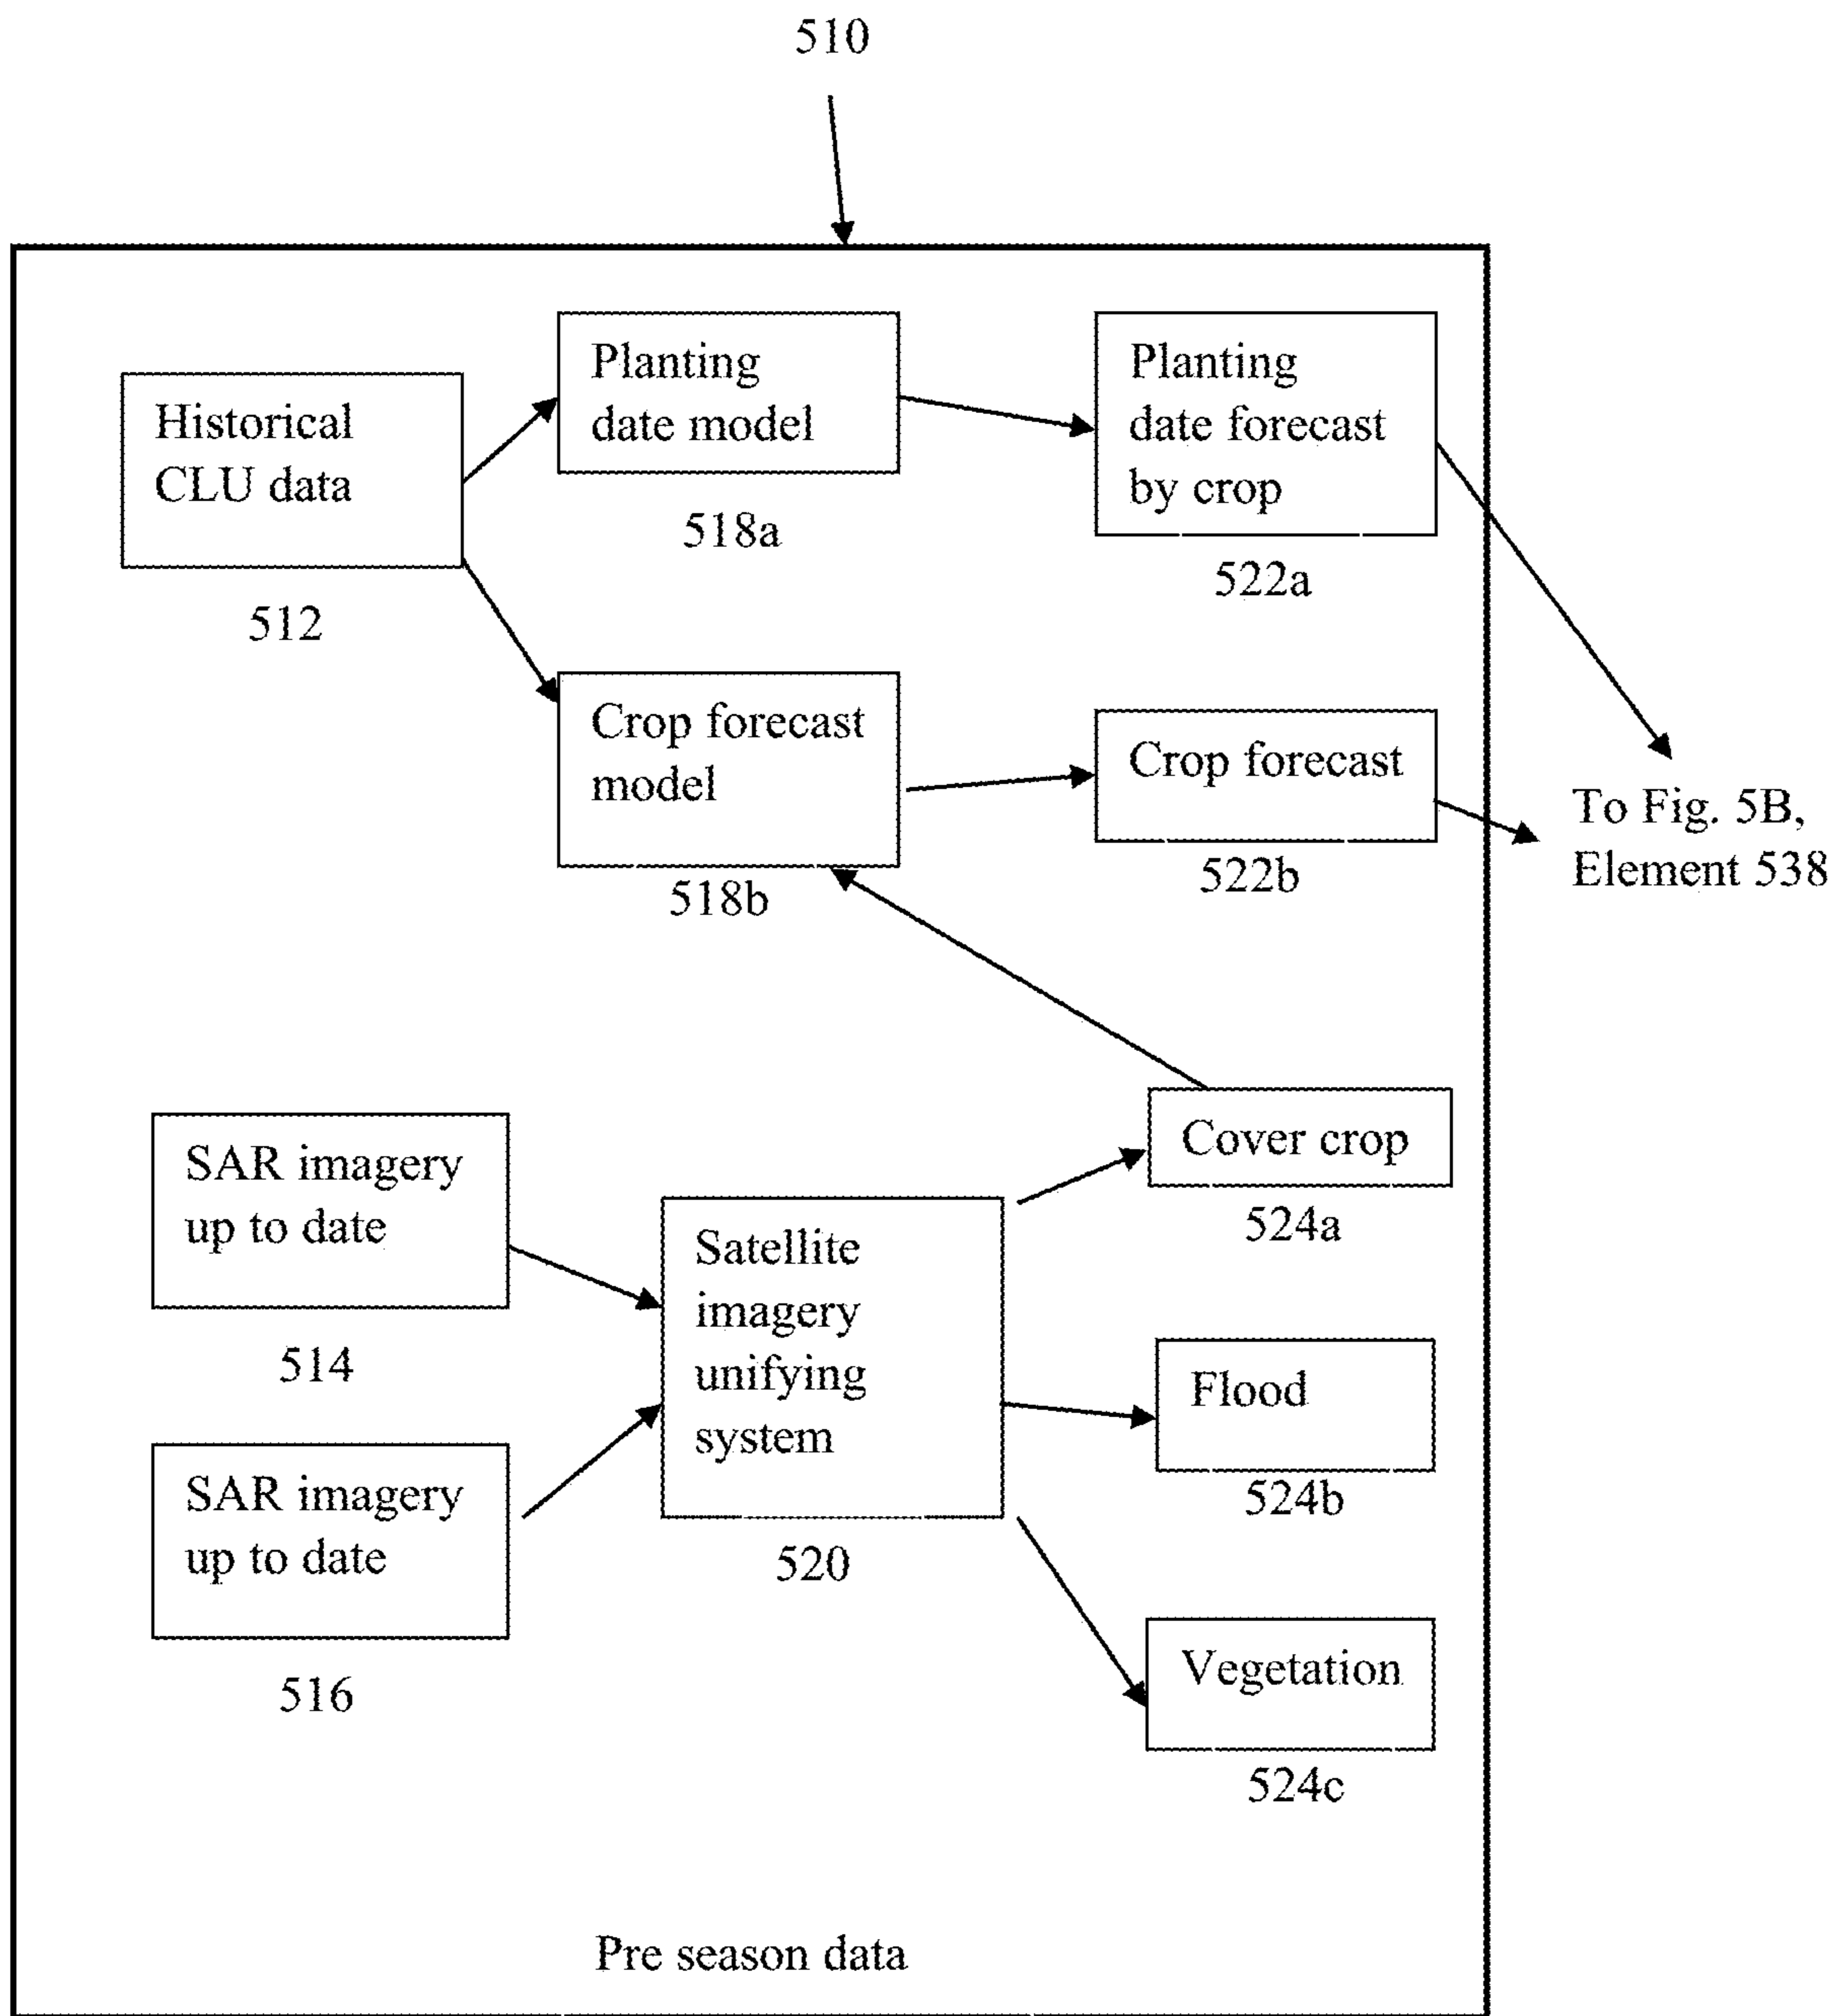 510
Historical
CLU data
512
Planting
date model
518a
Planting
date forecast
by crop
522a
Crop forecast
model
518b
Crop forecast
522b
To Fig. 5B,
Element 538
SAR imagery
up to date
514
SAR imagery
up to date
516
Satellite
imagery
unifying
system
520
Cover crop
524a
Flood
524b
Vegetation
524c
Pre season data